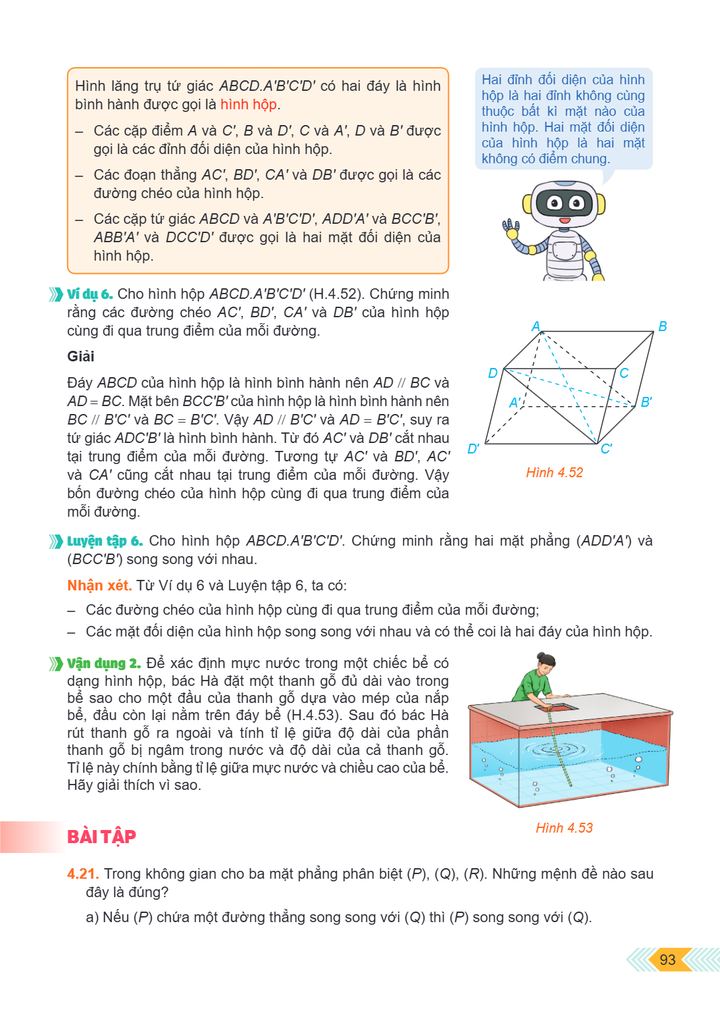 Hình lăng trụ tứ giác ABCD.A'B'C'D' có hai đáy là hình
bình hành được gọi là hình hộp.
– Các cặp điểm A và C', B và D', C và A', D và B' được
gọi là các đỉnh đối diện của hình hộp.
– Các đoạn thẳng AC', BD', CA' và DB' được gọi là các
đường chéo của hình hộp.
– Các cặp tứ giác ABCD và A'B'C'D', ADD'A' và BCC'B',
ABB'A' và DCC'D' được gọi là hai mặt đối diện của
hình hộp.
Hai đỉnh đối diện của hình
hộp là hai đỉnh không cùng
thuộc bất kì mặt nào của
hình hộp. Hai mặt đối diện
của hình hộp là hai mặt
không có điểm chung.
Ví dụ 6. Cho hình hộp ABCD.A'B'C'D' (H.4.52). Chứng minh
rằng các đường chéo AC', BD', CA' và DB' của hình hộp
cùng đi qua trung điểm của mỗi đường.
Giải
Đáy ABCD của hình hộp là hình bình hành nên AD // BC và
AD = BC. Mặt bên BCC'B' của hình hộp là hình bình hành nên
BC // B'C' và BC = B'C'. Vậy AD // B'C' và AD = B'C', suy ra
tứ giác ADC'B' là hình bình hành. Từ đó AC' và DB' cắt nhau
tại trung điểm của mỗi đường. Tương tự AC' và BD', AC'
và CA' cũng cắt nhau tại trung điểm của mỗi đường. Vậy
bốn đường chéo của hình hộp cùng đi qua trung điểm của
mỗi đường.
A
B
D
C
A'
B'
D'
C'
Hình 4.52
Luyện tập 6. Cho hình hộp ABCD.A'B'C'D'. Chứng minh rằng hai mặt phẳng (ADD'A') và
(BCC'B') song song với nhau.
Nhận xét. Từ Ví dụ 6 và Luyện tập 6, ta có:
– Các đường chéo của hình hộp cùng đi qua trung điểm của mỗi đường;
– Các mặt đối diện của hình hộp song song với nhau và có thể coi là hai đáy của hình hộp.
Vận dụng 2. Để xác định mực nước trong một chiếc bể có
dạng hình hộp, bác Hà đặt một thanh gỗ đủ dài vào trong
bể sao cho một đầu của thanh gỗ dựa vào mép của nắp
bể, đầu còn lại nằm trên đáy bể (H.4.53). Sau đó bác Hà
rút thanh gỗ ra ngoài và tính tỉ lệ giữa độ dài của phần
thanh gỗ bị ngâm trong nước và độ dài của cả thanh gỗ.
Tỉ lệ này chính bằng tỉ lệ giữa mực nước và chiều cao của bể.
Hãy giải thích vì sao.
Hình 4.53
BÀI TẬP
4.21. Trong không gian cho ba mặt phẳng phân biệt (P), (Q), (R). Những mệnh đề nào sau
đây là đúng?
a) Nếu (P) chứa một đường thẳng song song với (Q) thì (P) song song với (Q).
93